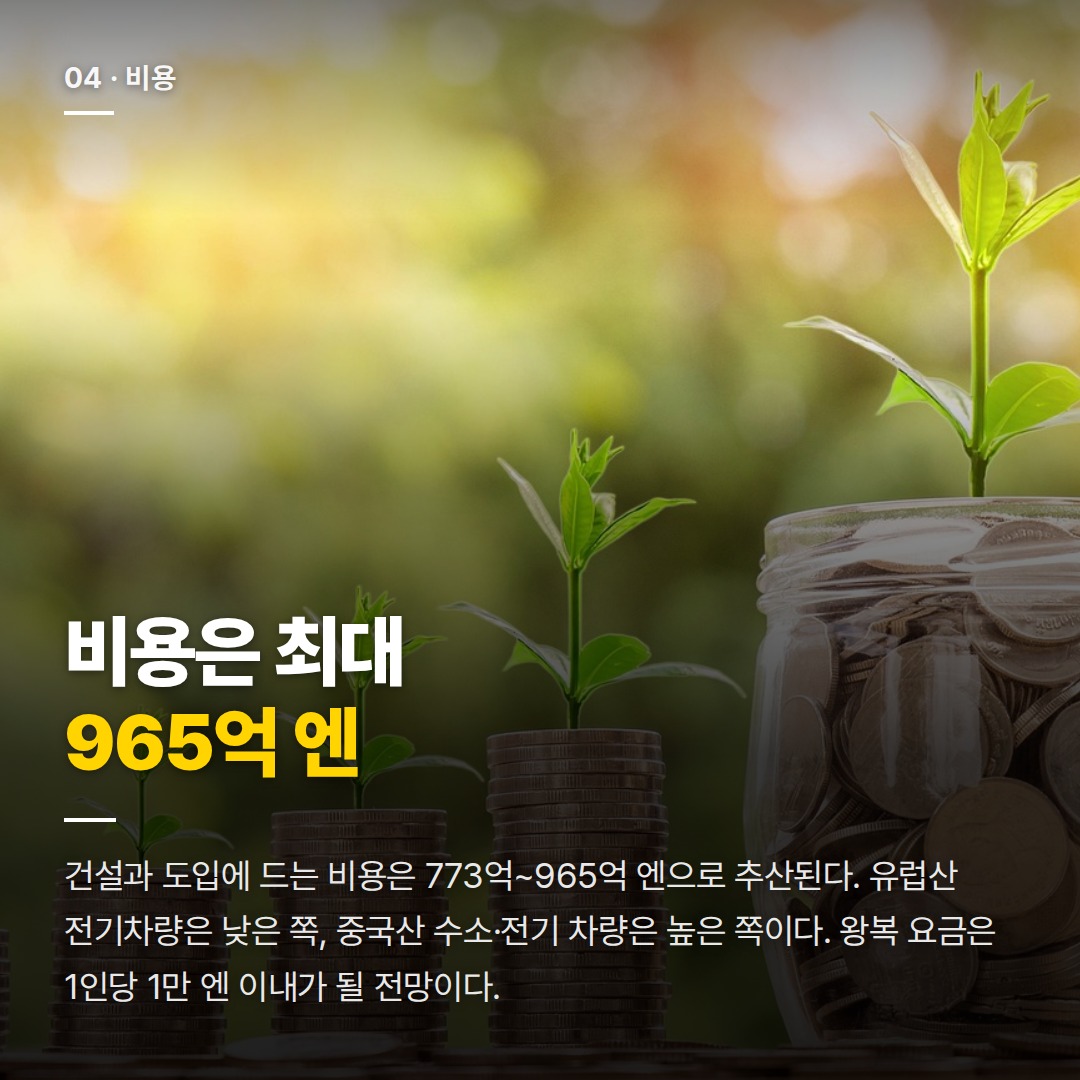 04 · 비용
비용은 최대
965억 엔
건설과 도입에 드는 비용은 773억~965억 엔으로 추산된다. 유럽산
전기차량은 낮은 쪽, 중국산 수소·전기 차량은 높은 쪽이다. 왕복 요금은
1인당 1만 엔 이내가 될 전망이다.